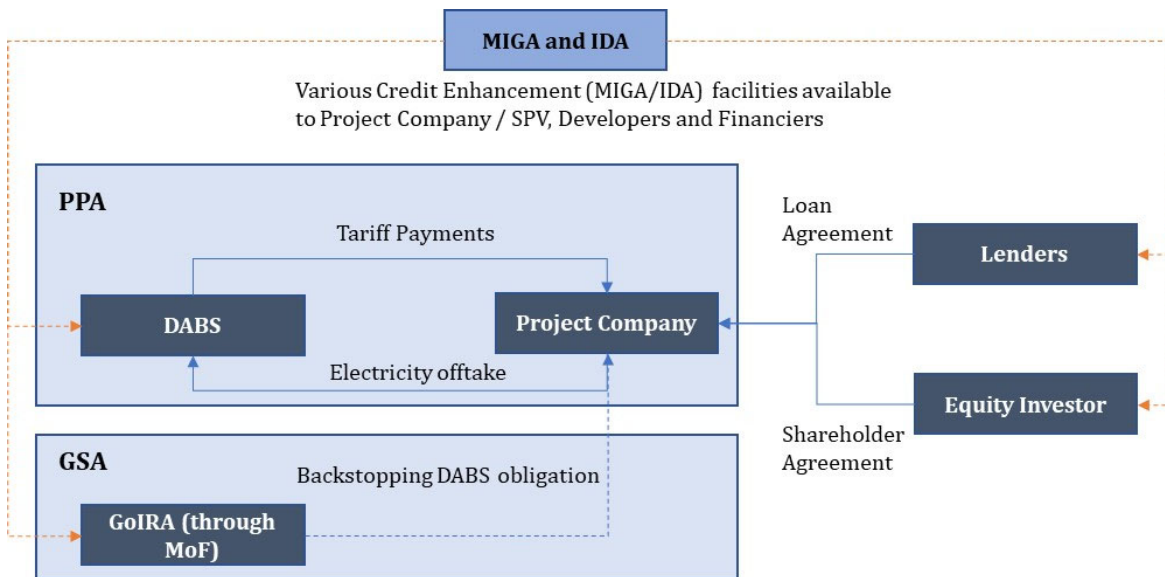 MIGA and IDA
Various Credit Enhancement (MIGA/IDA) facilities available
to Project Company / SPV, Developers and Financiers
PPA
Tariff Payments
DABS
Project Company
Electricity offtake
Loan
Agreement
Lenders
Equity Investor
Shareholder
Agreement
GSA
Backstopping DABS obligation
GoIRA (through
MoF)